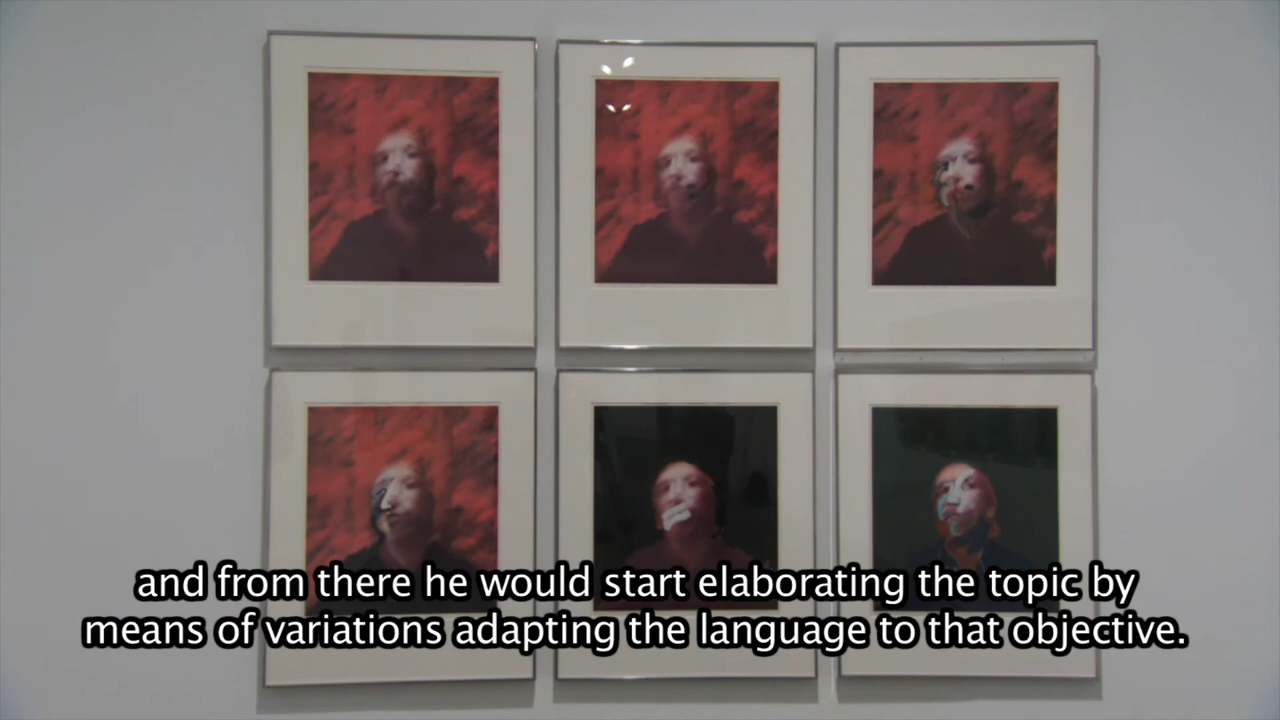 and from there he would start elaborating the topic by
means of variations adapting the language to that objective.